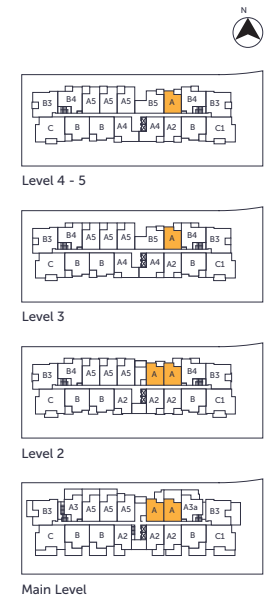 N
B3 B4 A5 A5 A5 B5 A B4 B3
C B B A4 A4 A2 B C1
Level 4 - 5
B3 B4 A5 A5 A5 B5 A B4 B3
C B B A4 A4 A2 B C1
Level 3
B3 B4 A5 A5 A5 A A B4 B3
C B B A2 A2 A2 B C1
Level 2
B3 A3 A5 A5 A A A3a B3
C B B A2 A2 A2 B C1
Main Level